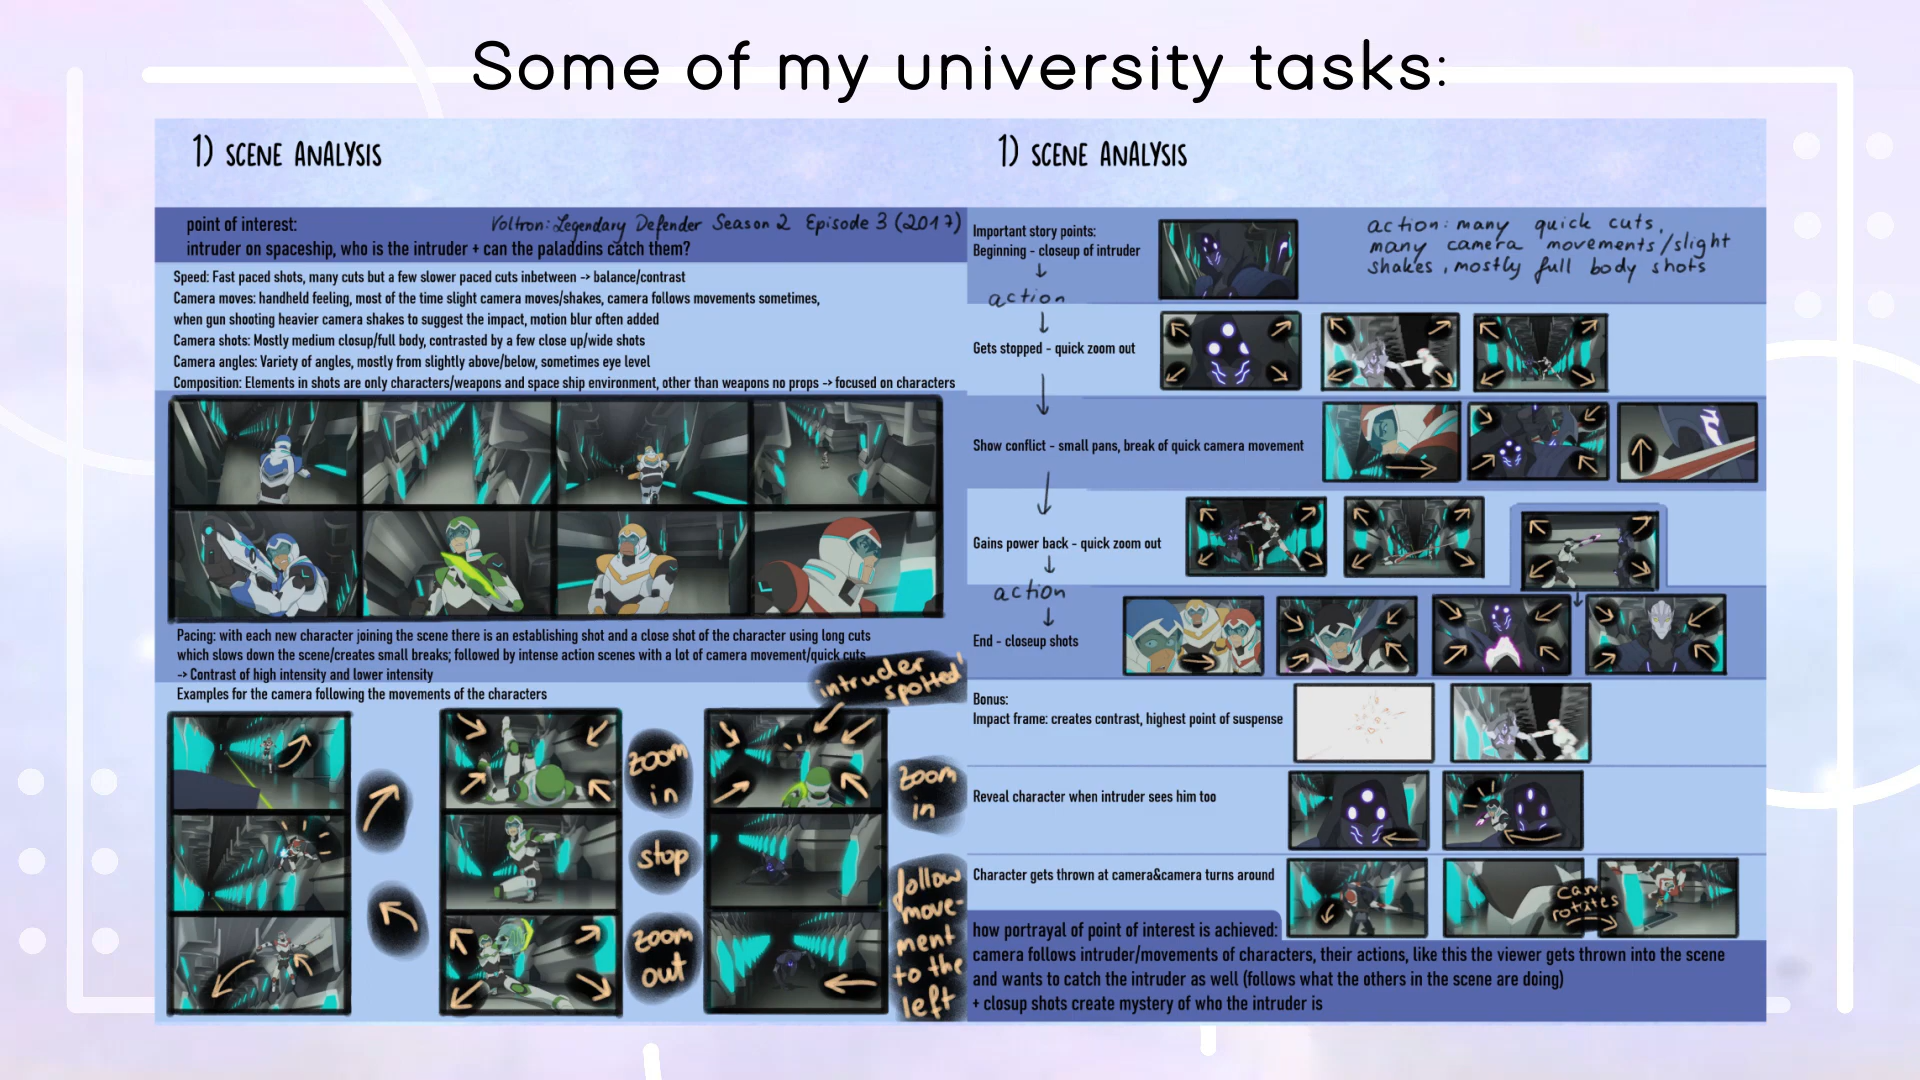 Some of my university tasks:
1) SCENE ANALYSIS
point of interest:
Voltron: Legendary Defender Season 2 Episode 3 (2017)
intruder on spaceship, who is the intruder + can the paladdins catch them?
Speed: Fast paced shots, many cuts but a few slower paced cuts inbetween -> balance/contrast
Camera moves: handheld feeling, most of the time slight camera moves/shakes, camera follows movements sometimes,
when gun shooting heavier camera shakes to suggest the impact, motion blur often added
Camera shots: Mostly medium closup/full body, contrasted by a few close up/wide shots
Camera angles: Variety of angles, mostly from slightly above/below, sometimes eye level
Composition: Elements in shots are only characters/weapons and space ship environment, other than weapons no props -> focused on characters
Pacing: with each new character joining the scene there is an establishing shot and a close shot of the character using long cuts
which slows down the scene/creates small breaks; followed by intense action scenes with a lot of camera movement/quick cuts
-> Contrast of high intensity and lower intensity
Examples for the camera following the movements of the characters
intruder
spotted!
zoom
in
stop
zoom
out
zoom
in
follow
move-
ment
to the
left
1) SCENE ANALYSIS
Important story points:
Beginning - closeup of intruder
action: many quick cuts,
many camera movements/slight
shakes, mostly full body shots
action
Gets stopped - quick zoom out
Show conflict - small pans, break of quick camera movement
Gains power back - quick zoom out
action
End - closeup shots
Bonus:
Impact frame: creates contrast, highest point of suspense
Reveal character when intruder sees him too
Character gets thrown at camera&camera turns around
cam
rotates
how portrayal of point of interest is achieved:
camera follows intruder/movements of characters, their actions, like this the viewer gets thrown into the scene
and wants to catch the intruder as well (follows what the others in the scene are doing)
+ closup shots create mystery of who the intruder is